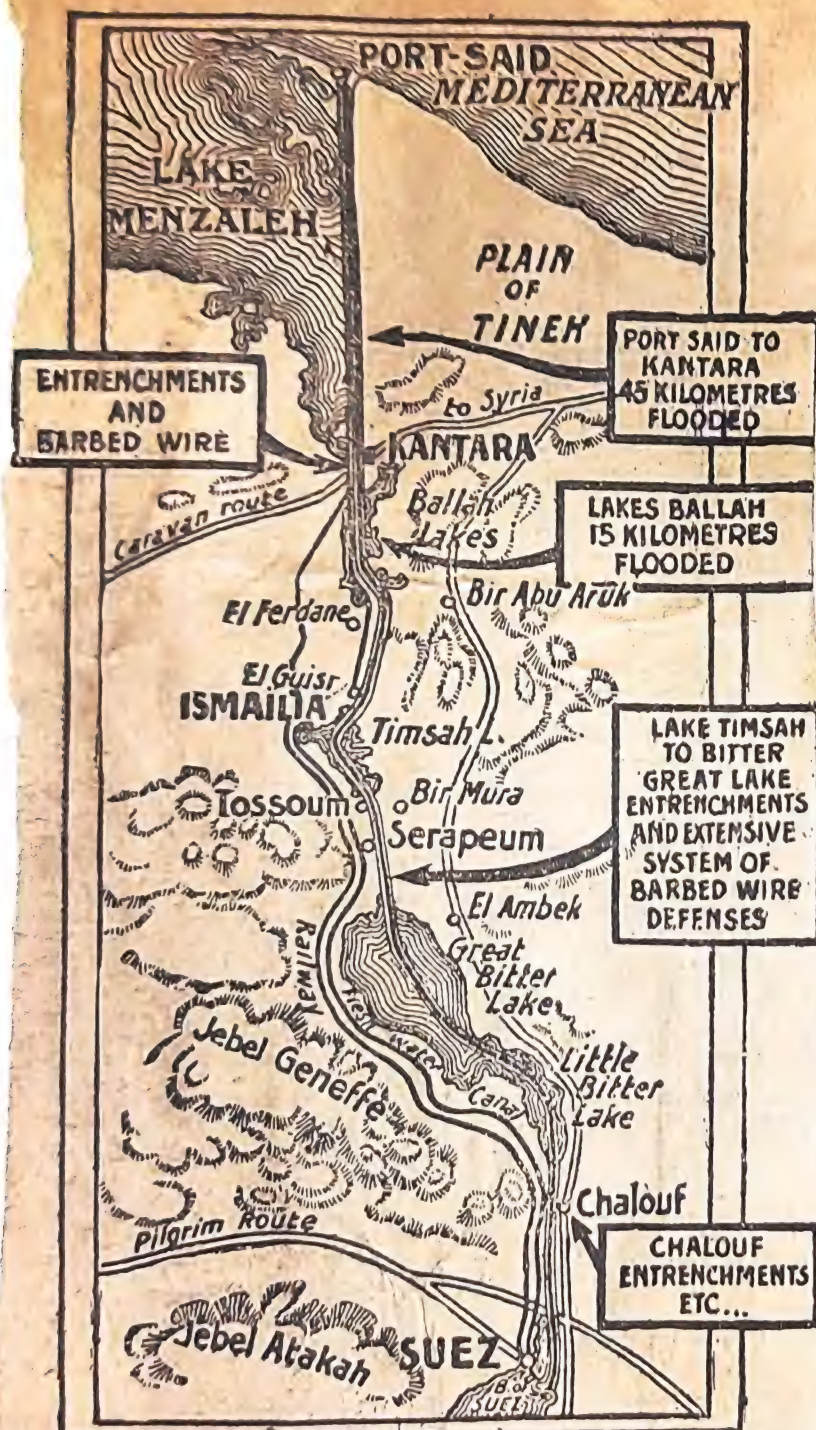 PORT-SAID
MEDITERRANEAN
SEA
LAKE
MENZALEH
PLAIN
OF
TINEH
PORT SAID TO
KANTARA
45 KILOMETRES
FLOODED
ENTRENCHMENTS
AND
BARBED WIRE
to Syria
KANTARA
Caravan route
Ballah
Lakes
LAKES BALLAH
15 KILOMETRES
FLOODED
El Ferdane
Bir Abu Aruk
El Guisr
ISMAILIA
Timsah L.
LAKE TIMSAH
TO BITTER
GREAT LAKE
ENTRENCHMENTS
AND EXTENSIVE
SYSTEM OF
BARBED WIRE
DEFENSES
Tossoum
Bir Mura
Serapeum
El Ambek
Great
Bitter
Lake
Railway
Fresh Water Canal
Jebel Geneffe
Little
Bitter
Lake
Chalouf
CHALOUF
ENTRENCHMENTS
ETC...
Pilgrim Route
Jebel Atakah
SUEZ
B. of
SUEZ